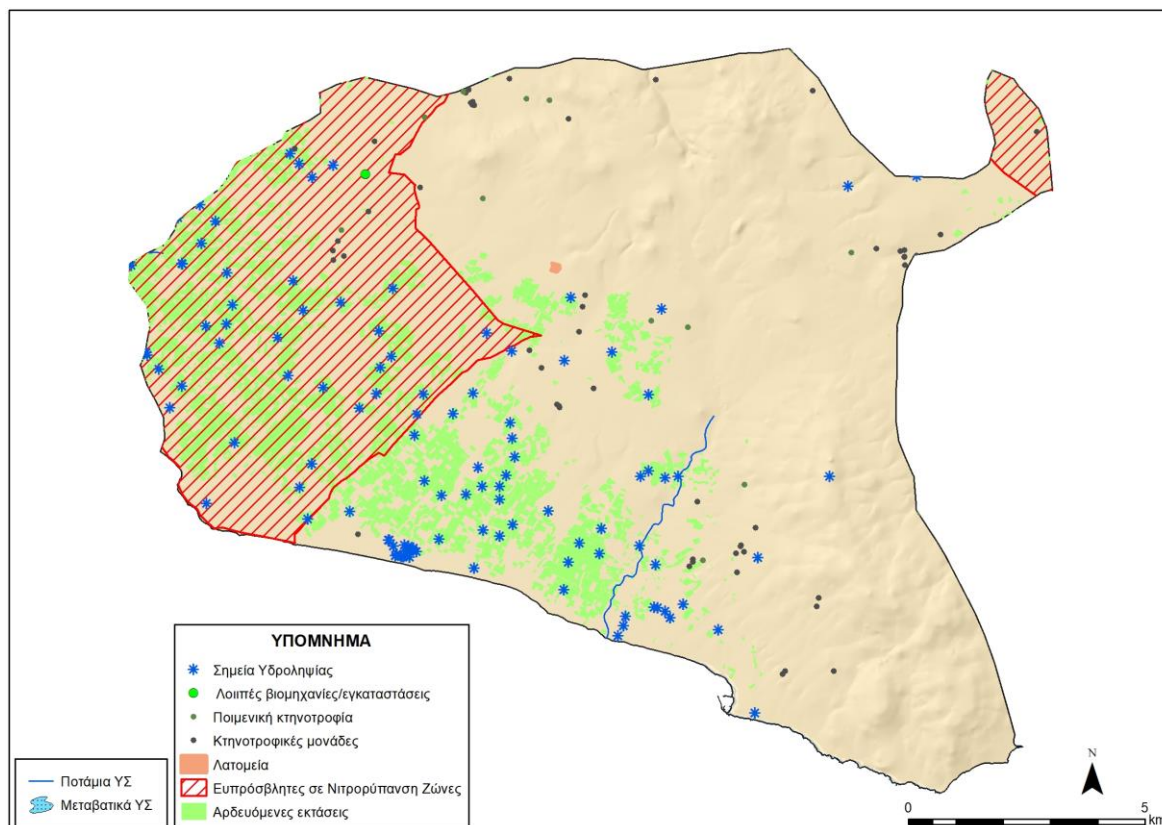 ΥΠΟΜΝΗΜΑ
Σημεία Υδροληψίας
Λοιπές βιομηχανίες/εγκαταστάσεις
Ποιμενική κτηνοτροφία
Κτηνοτροφικές μονάδες
Λατομεία
Ευπρόσβλητες σε Νιτρορύπανση Ζώνες
Αρδευόμενες εκτάσεις
Ποτάμια ΥΣ
Μεταβατικά ΥΣ
N
0 5
km